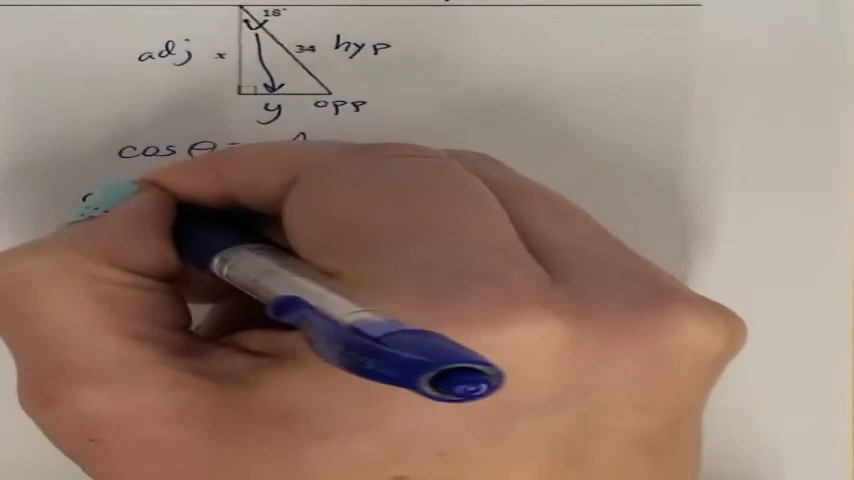 18°
adj x 34 hyp
y opp
cos θ =